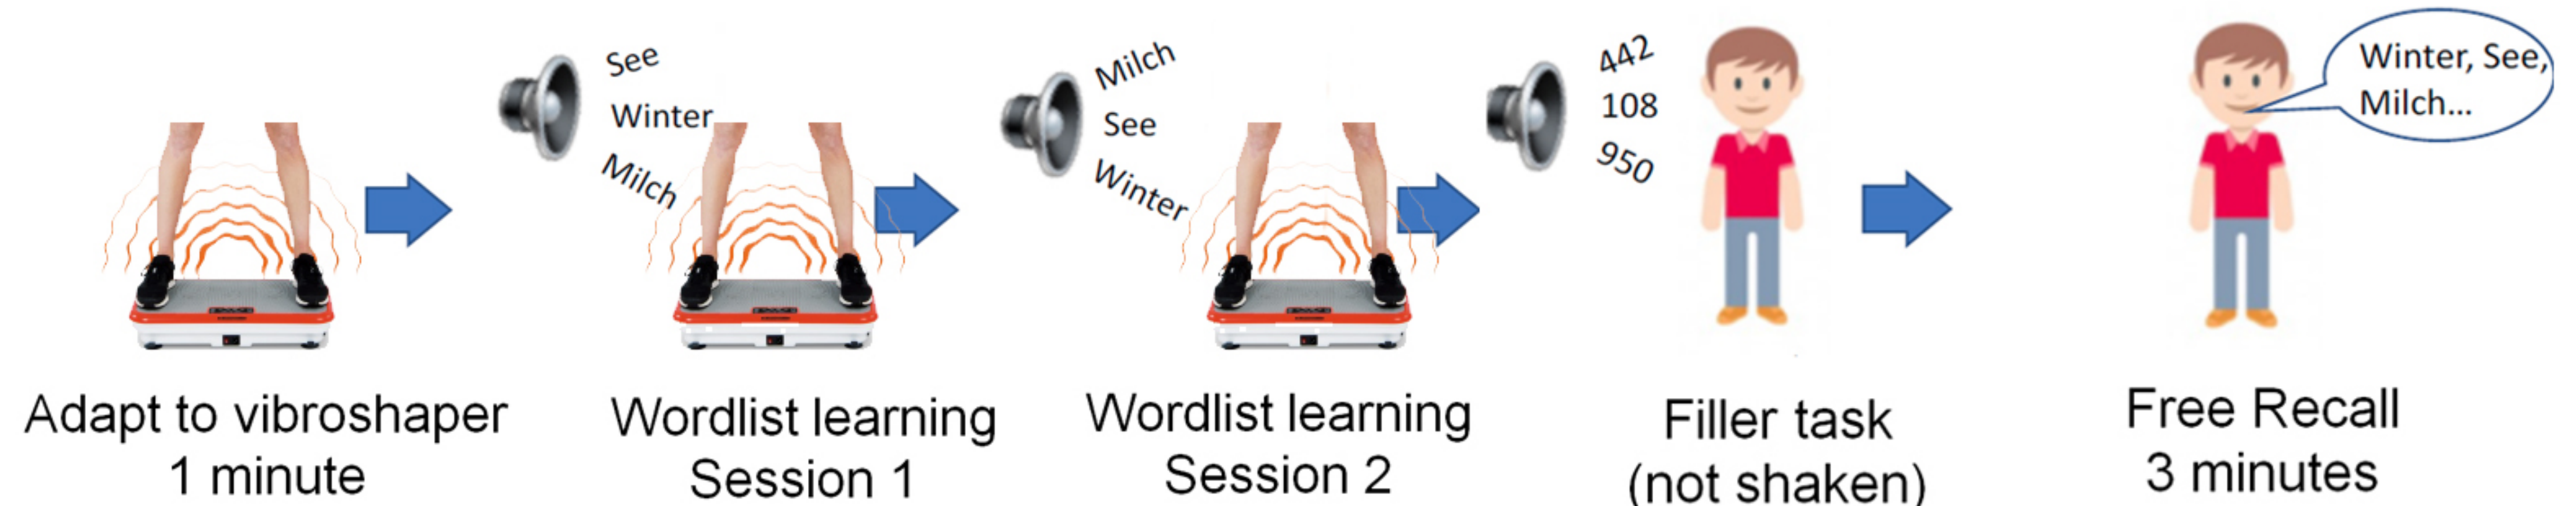 See
Winter
Milch
Milch
See
Winter
442
108
950
Winter, See,
Milch...
Adapt to vibroshaper
1 minute
Wordlist learning
Session 1
Wordlist learning
Session 2
Filler task
(not shaken)
Free Recall
3 minutes